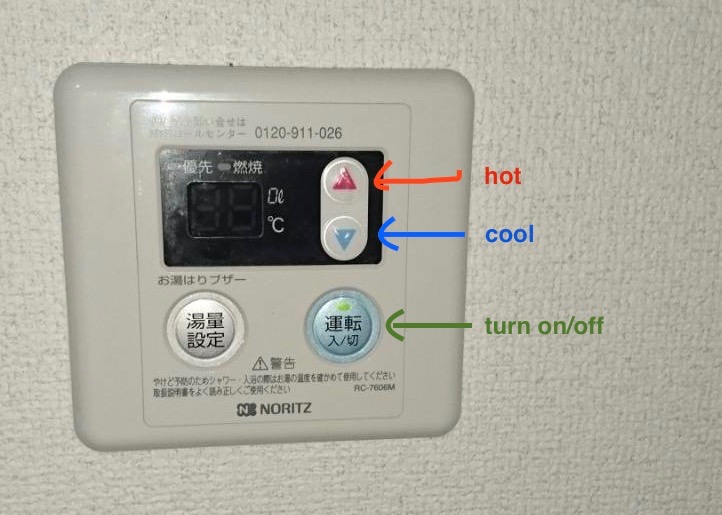 お問い合せは
コールセンター 0120-911-026
優先 燃焼
0ℓ
℃
hot
cool
お湯はりブザー
湯量
設定
運転
入/切
turn on/off
⚠警告
やけど予防のためシャワー・入浴の際はお湯の温度を確かめて使用してください
取扱説明書をよく読み正しくご使用ください
RC-7606M
NORITZ